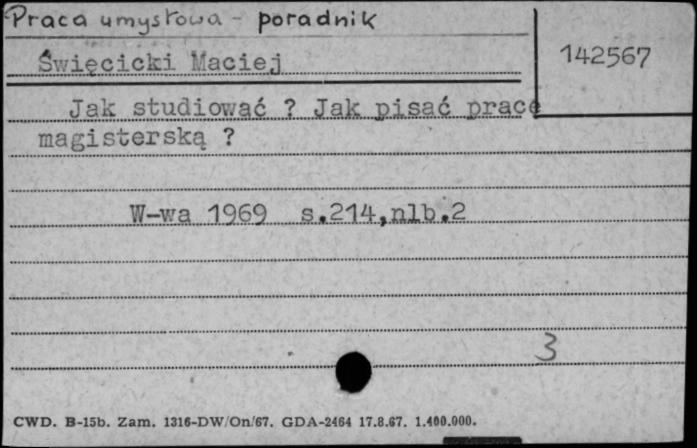 Praca umysłowa - poradnik
Święcicki Maciej
142567
Jak studiować ? Jak pisać pracę
magisterską ?
W-wa 1969 s.214,nlb.2
3
CWD. B-15b. Zam. 1316-DW/On/67. GDA-2464 17.8.67. 1.400.000.